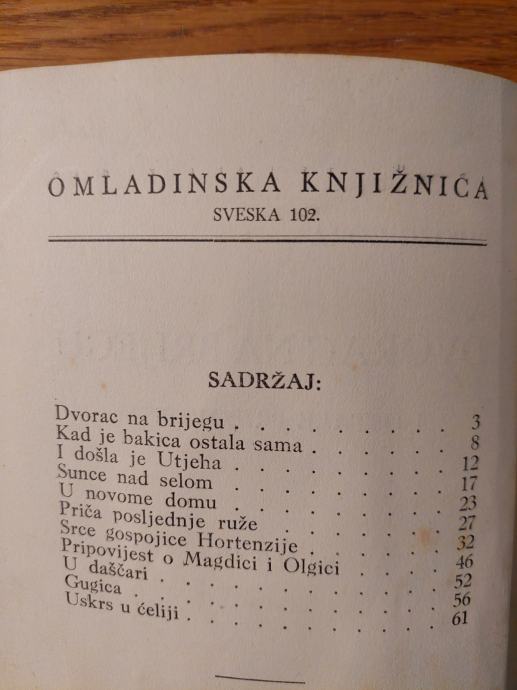 OMLADINSKA KNJIŽNICA
SVESKA 102.
SADRŽAJ:
Dvorac na brijegu . . . . . . . . . 3
Kad je bakica ostala sama . . . . . . 8
I došla je Utjeha . . . . . . . . . 12
Sunce nad selom . . . . . . . . . 17
U novome domu . . . . . . . . . 23
Priča posljednje ruže . . . . . . . 27
Srce gospojice Hortenzije . . . . . . 32
Pripovijest o Magdici i Olgici . . . . 46
U daščari . . . . . . . . . . . 52
Gugica . . . . . . . . . . . . 56
Uskrs u ćeliji . . . . . . . . . . 61